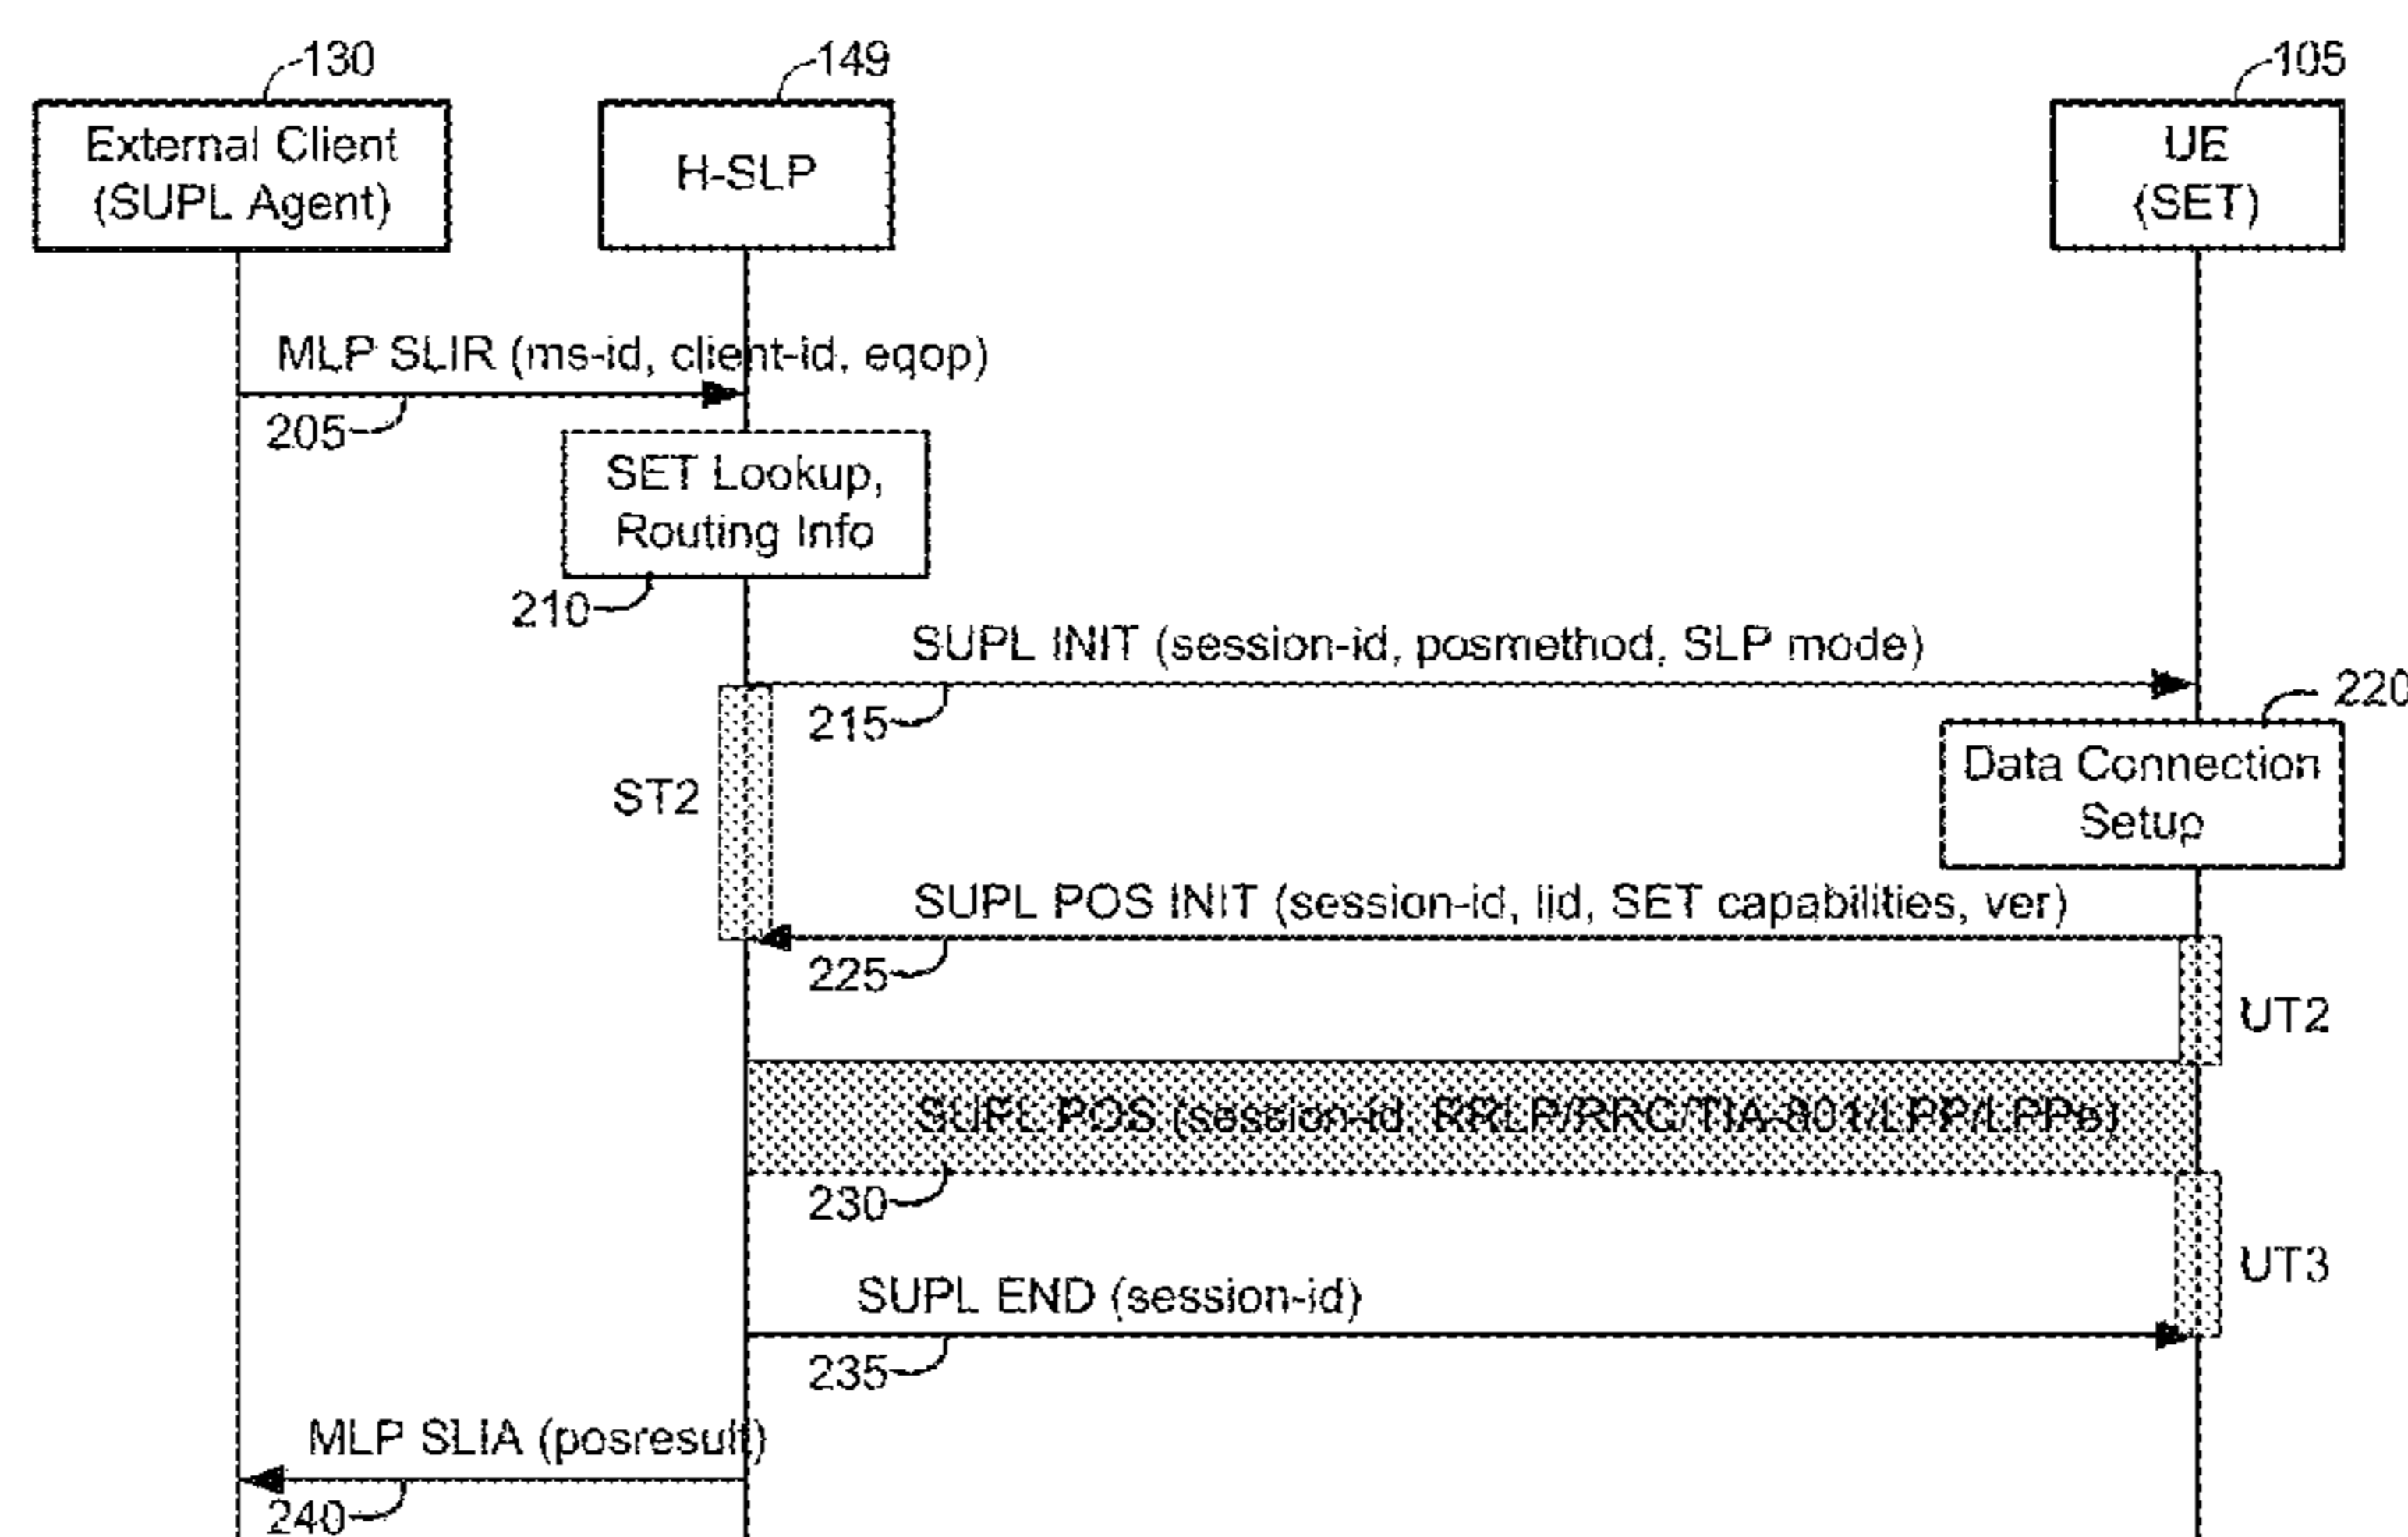 130
149
105
External Client
(SUPL Agent)
H-SLP
UE
(SET)
MLP SLIR (ms-id, client-id, eqop)
205
SET Lookup,
Routing Info
210
SUPL INIT (session-id, posmethod, SLP mode)
215
220
Data Connection
Setup
ST2
SUPL POS INIT (session-id, lid, SET capabilities, ver)
225
UT2
SUPL POS (session-id, RRLP/RRC/TIA-801/LPP/LPPe)
230
UT3
SUPL END (session-id)
235
MLP SLIA (posresult)
240